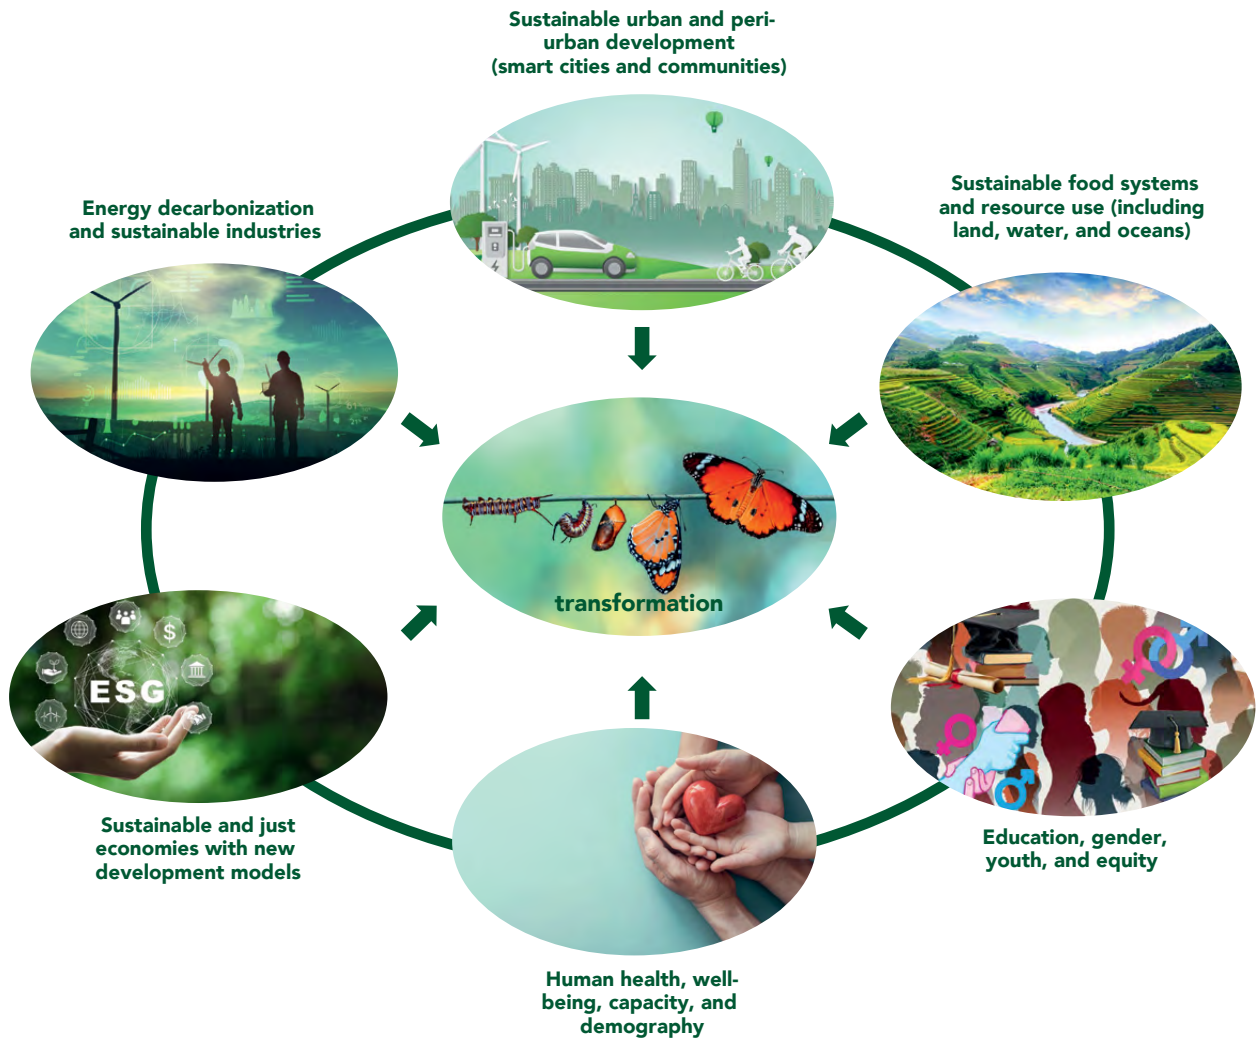 Sustainable urban and peri-
urban development
(smart cities and communities)
Energy decarbonization
and sustainable industries
Sustainable food systems
and resource use (including
land, water, and oceans)
transformation
$
ESG
Sustainable and just
economies with new
development models
Education, gender,
youth, and equity
Human health, well-
being, capacity, and
demography